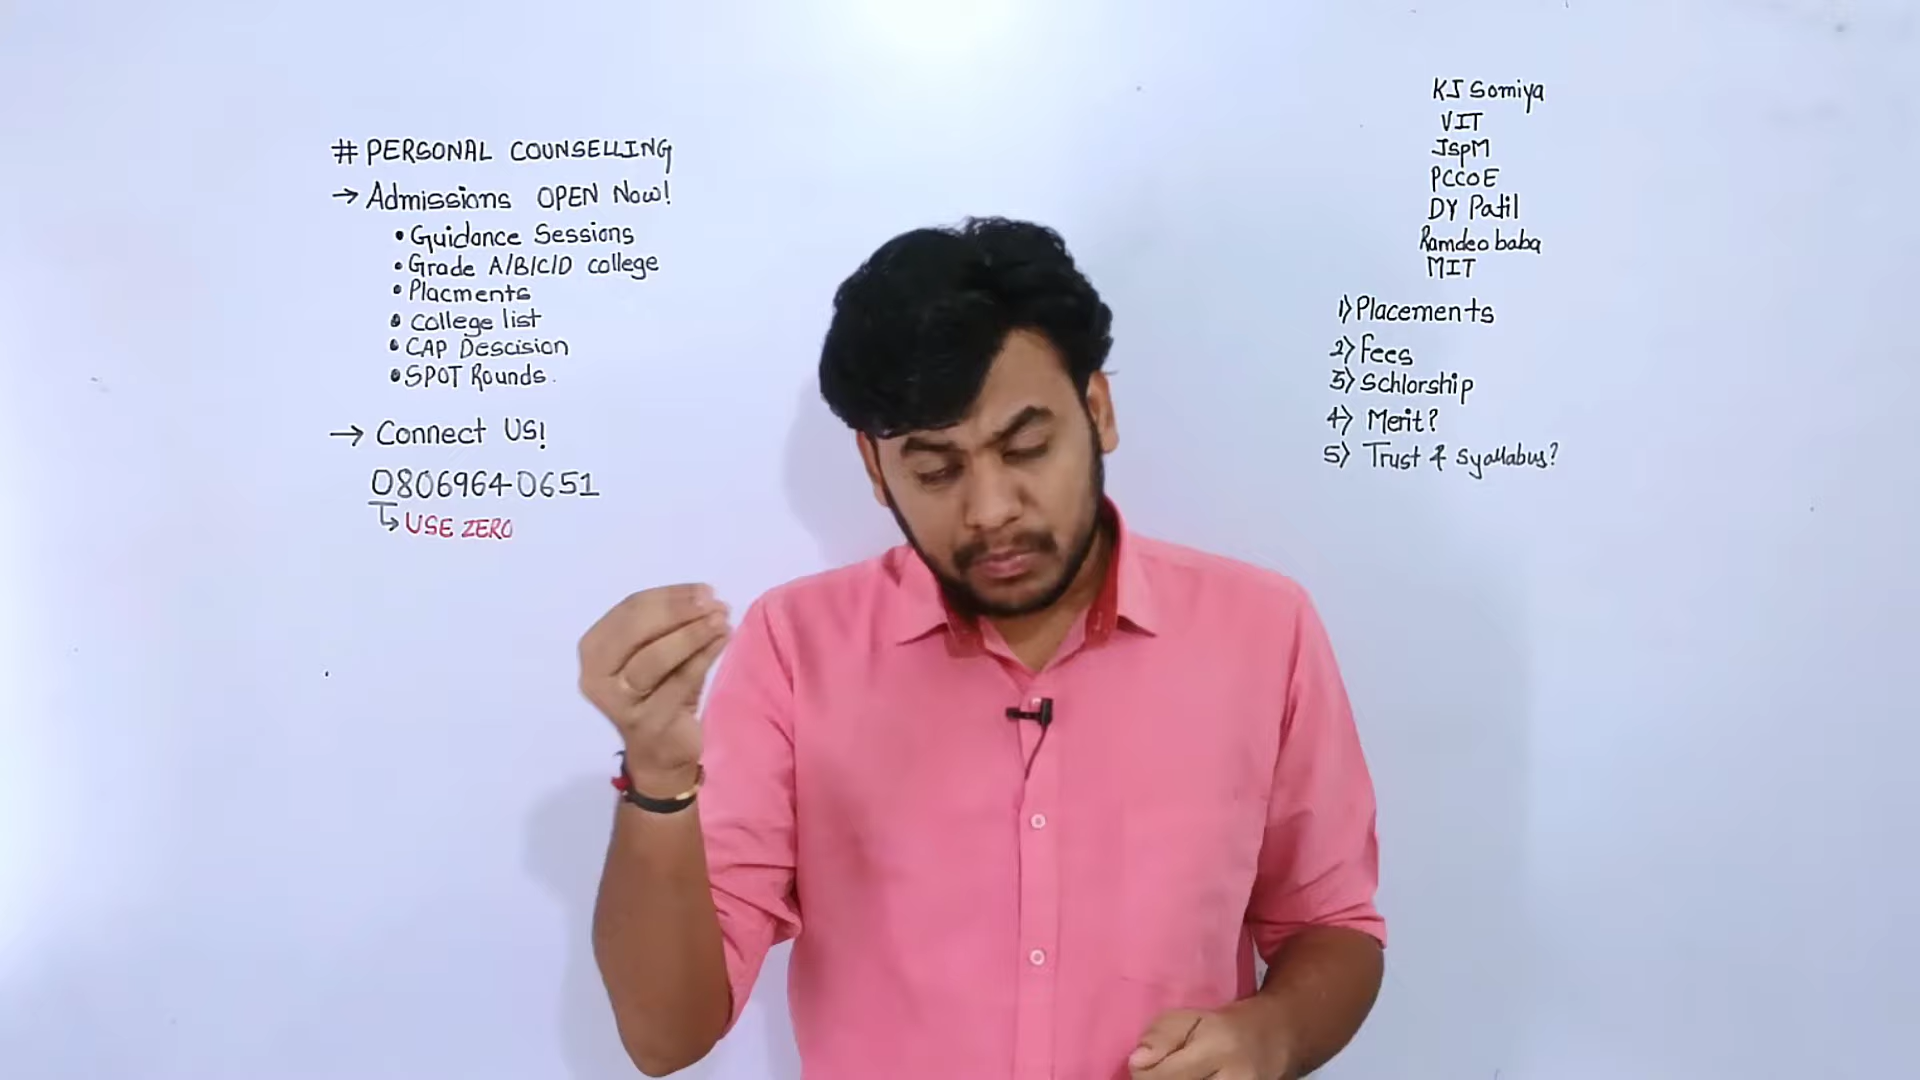 # PERSONAL COUNSELLING
→ Admissions OPEN Now!
• Guidance Sessions
• Grade A/B/C/D college
• Placments
• College list
• CAP Descision
• SPOT Rounds.
→ Connect US!
08069640651
↳ USE ZERO
KJ Somiya
VIT
JSPM
PCCOE
DY Patil
Ramdeo baba
MIT
1) Placements
2) Fees
3) Schlorship
4) Merit?
5) Trust & Syallabus?